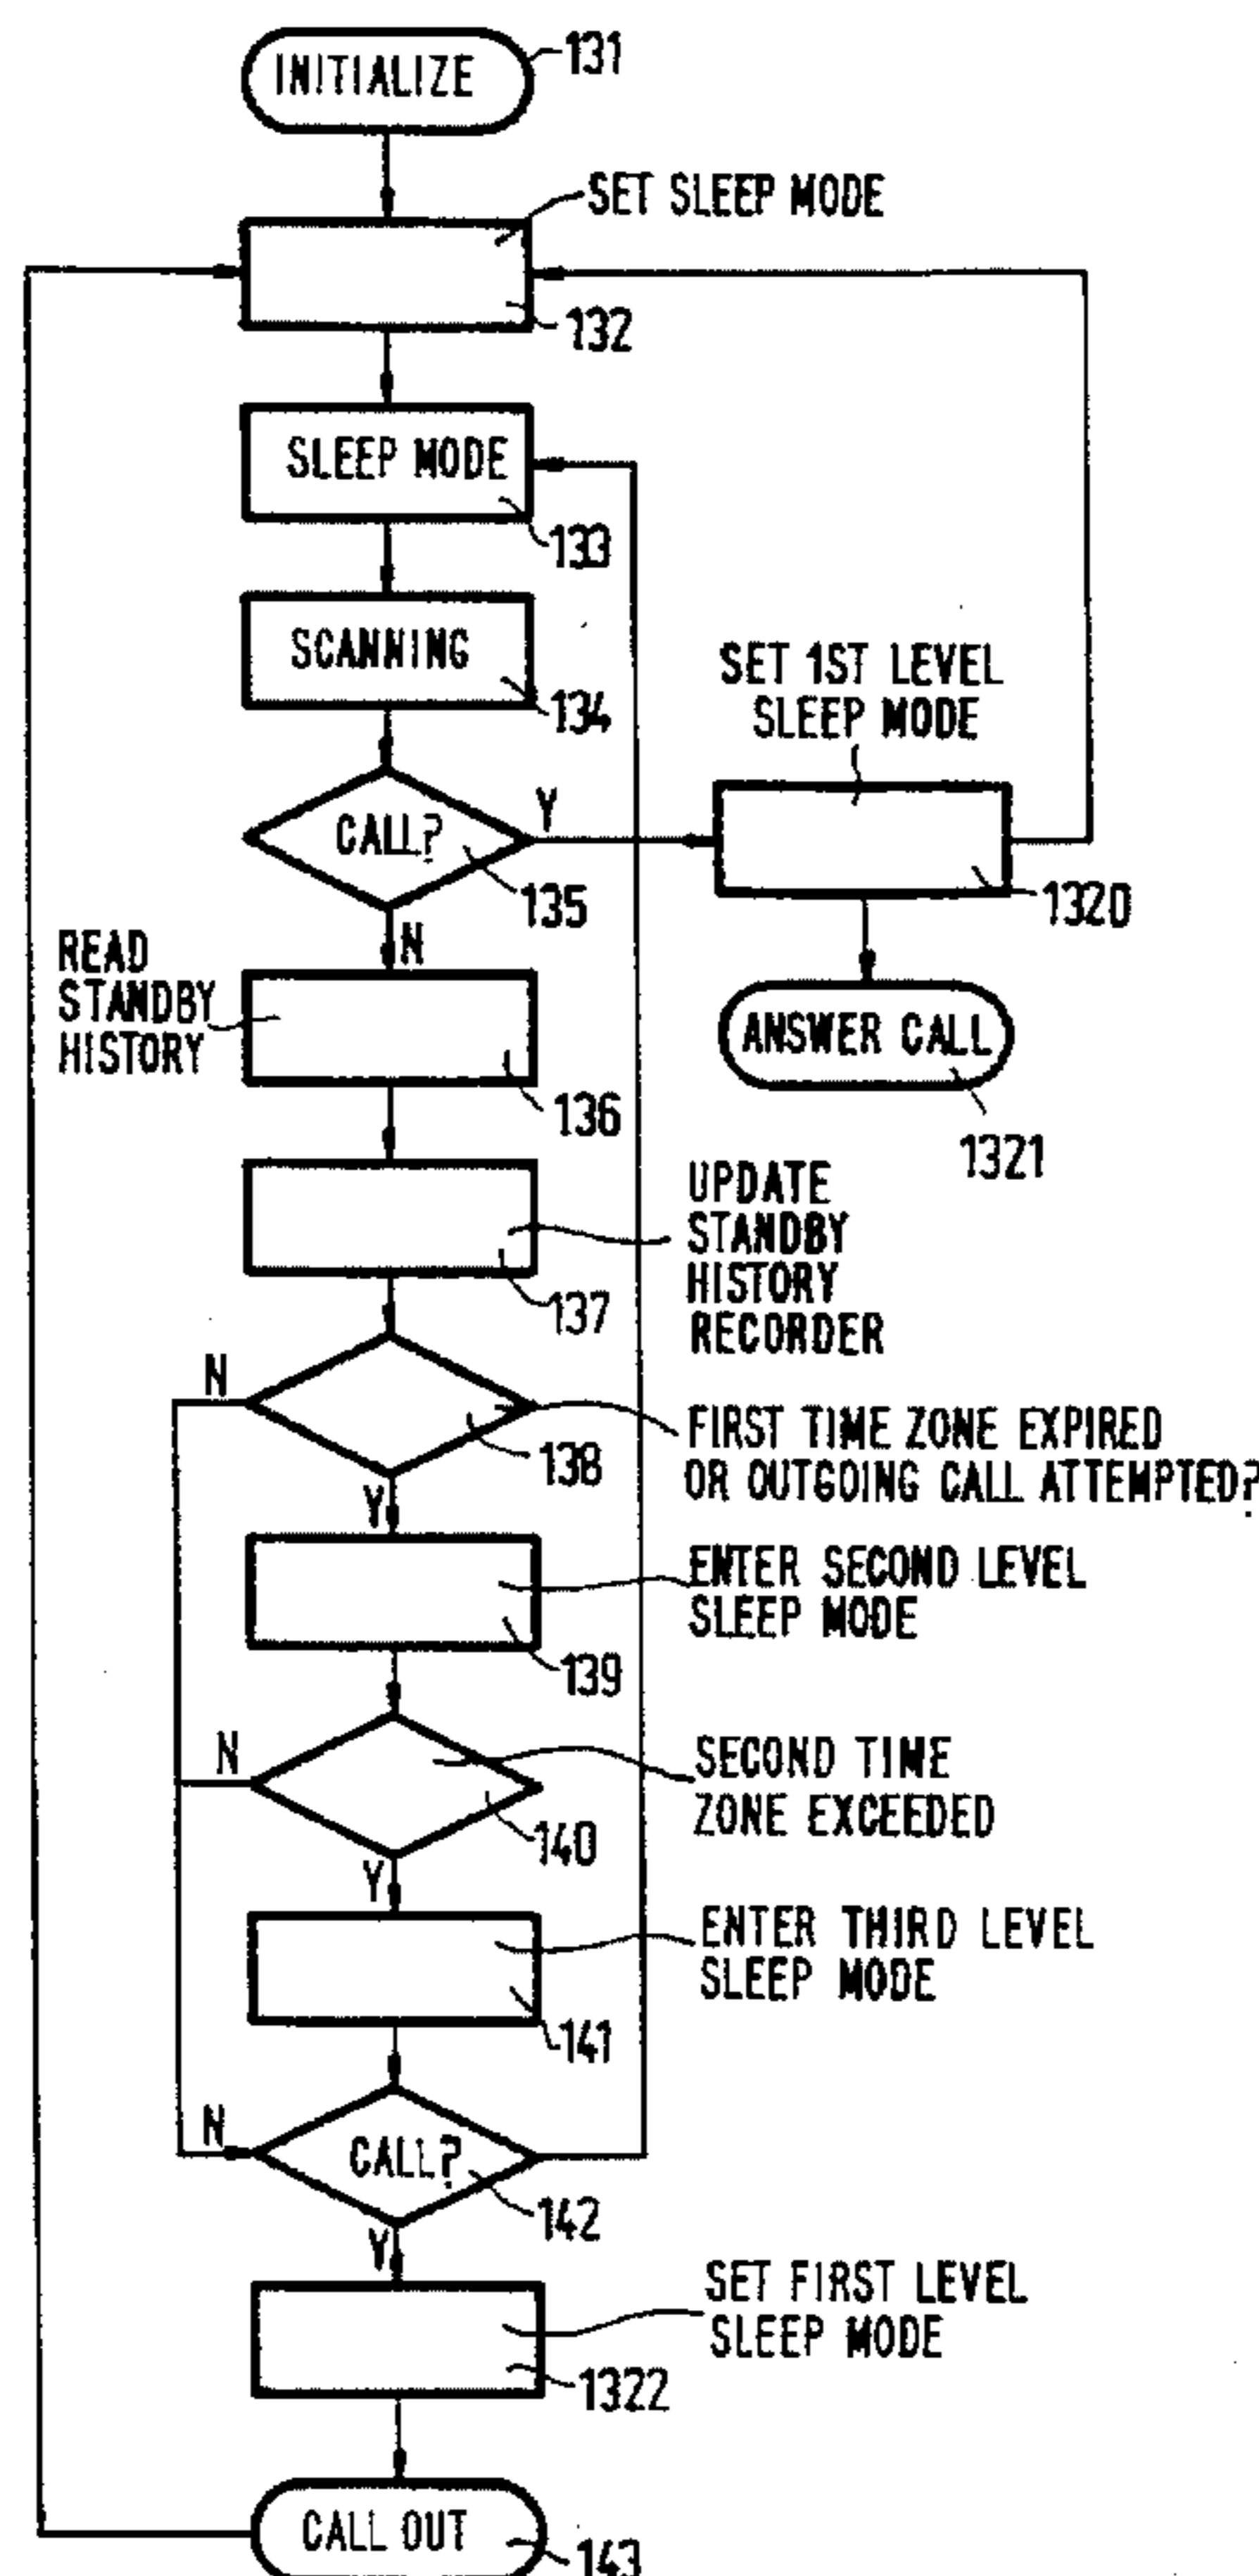 INITIALIZE
131
SET SLEEP MODE
132
SLEEP MODE
133
SCANNING
134
SET 1ST LEVEL
SLEEP MODE
CALL?
Y
135
1320
N
READ
STANDBY
HISTORY
ANSWER CALL
136
1321
UPDATE
STANDBY
HISTORY
RECORDER
137
N
138
FIRST TIME ZONE EXPIRED
OR OUTGOING CALL ATTEMPTED?
Y
ENTER SECOND LEVEL
SLEEP MODE
139
N
SECOND TIME
ZONE EXCEEDED
140
Y
ENTER THIRD LEVEL
SLEEP MODE
141
N
CALL?
142
Y
SET FIRST LEVEL
SLEEP MODE
1322
CALL OUT
143